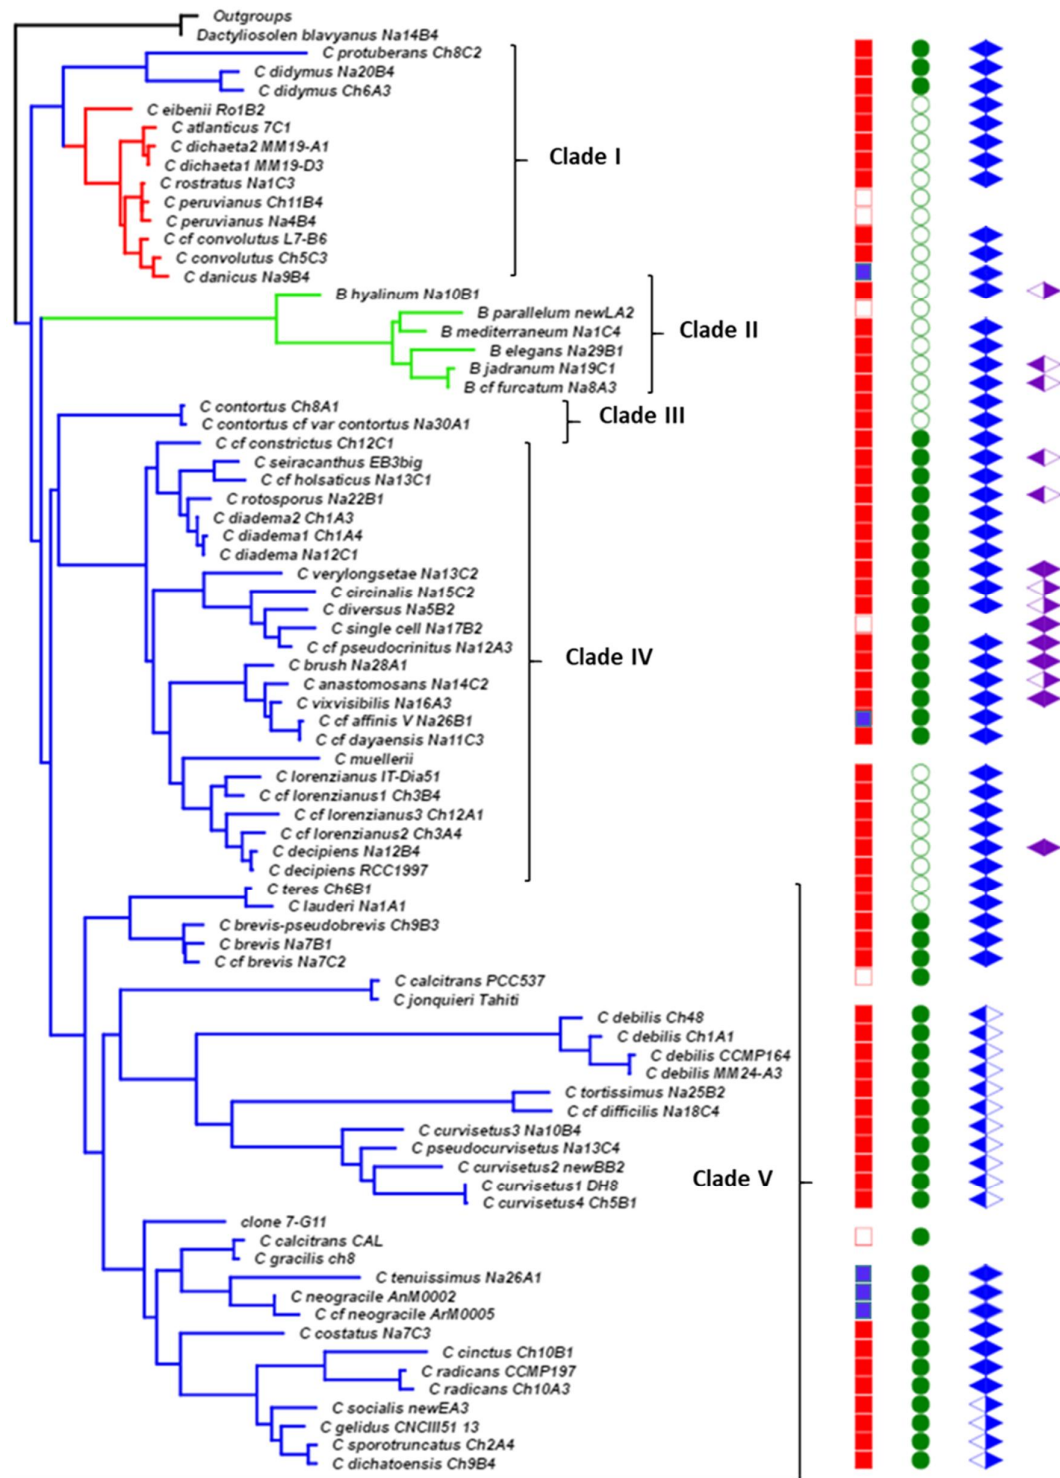 Outgroups
Dactyliosolen blavyanus Na14B4
C protuberans Ch8C2
C didymus Na20B4
C didymus Ch6A3
C eibenii Ro1B2
C atlanticus 7C1
C dichaeta2 MM19-A1
C dichaeta1 MM19-D3
C rostratus Na1C3
C peruvianus Ch11B4
C peruvianus Na4B4
C cf convolutus L7-B6
C convolutus Ch5C3
C danicus Na9B4
Clade I
B hyalinum Na10B1
B parallelum newLA2
B mediterraneum Na1C4
B elegans Na29B1
B jadranum Na19C1
B cf furcatum Na8A3
Clade II
C contortus Ch8A1
C contortus cf var contortus Na30A1
Clade III
C cf constrictus Ch12C1
C seiracanthus EB3big
C cf holsaticus Na13C1
C rotosporus Na22B1
C diadema2 Ch1A3
C diadema1 Ch1A4
C diadema Na12C1
C verylongsetae Na13C2
C circinalis Na15C2
C diversus Na5B2
C single cell Na17B2
C cf pseudocrinitus Na12A3
C brush Na28A1
C anastomosans Na14C2
C vixvisibilis Na16A3
C cf affinis V Na26B1
C cf dayaensis Na11C3
C muellerii
C lorenzianus IT-Dia51
C cf lorenzianus1 Ch3B4
C cf lorenzianus3 Ch12A1
C cf lorenzianus2 Ch3A4
C decipiens Na12B4
C decipiens RCC1997
Clade IV
C teres Ch6B1
C lauderi Na1A1
C brevis-pseudobrevis Ch9B3
C brevis Na7B1
C cf brevis Na7C2
C calcitrans PCC537
C jonquieri Tahiti
C debilis Ch48
C debilis Ch1A1
C debilis CCMP164
C debilis MM24-A3
C tortissimus Na25B2
C cf difficilis Na18C4
C curvisetus3 Na10B4
C pseudocurvisetus Na13C4
C curvisetus2 newBB2
C curvisetus1 DH8
C curvisetus4 Ch5B1
Clade V
clone 7-G11
C calcitrans CAL
C gracilis ch8
C tenuissimus Na26A1
C neogracile AnM0002
C cf neogracile ArM0005
C costatus Na7C3
C cinctus Ch10B1
C radicans CCMP197
C radicans Ch10A3
C socialis newEA3
C gelidus CNCIII51 13
C sporotruncatus Ch2A4
C dichatoensis Ch9B4